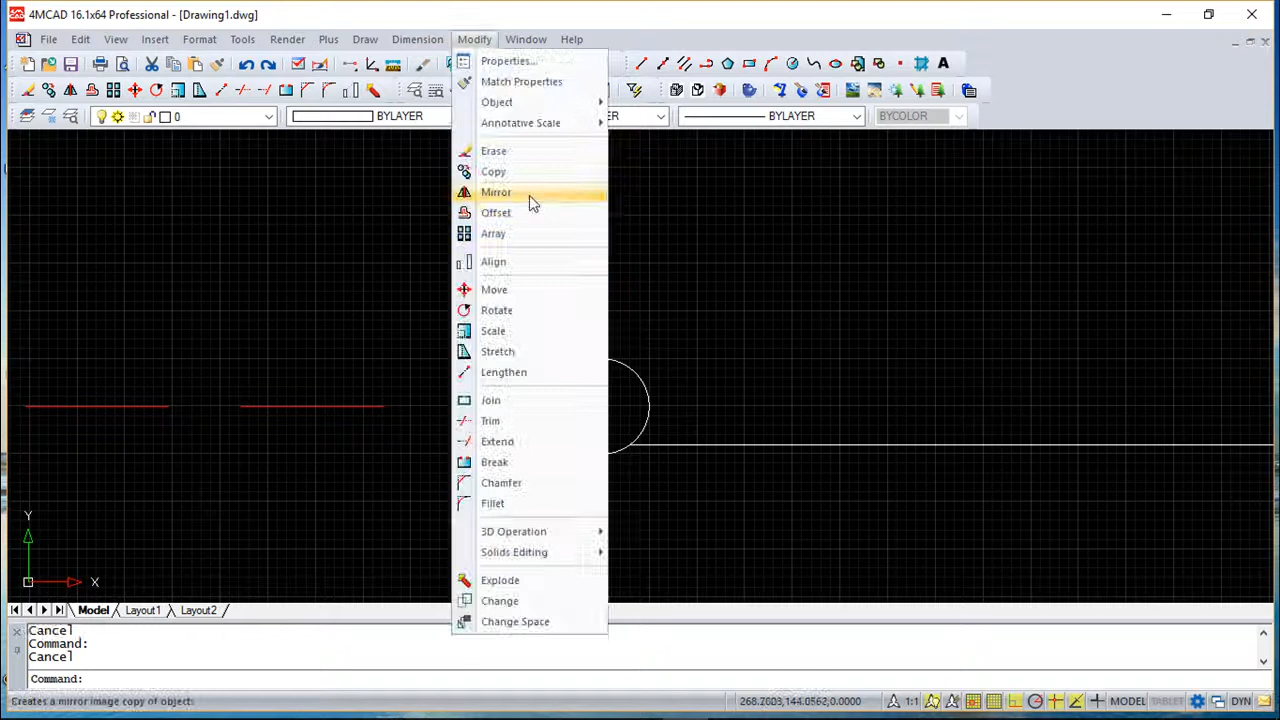 4MCAD 16.1x64 Professional - [Drawing1.dwg]
File Edit View Insert Format Tools Render Plus Draw Dimension Modify Window Help
A
0 BYLAYER ER BYLAYER BYCOLOR
Properties...
Match Properties
Object
Annotative Scale
Erase
Copy
Mirror
Offset
Array
Align
Move
Rotate
Scale
Stretch
Lengthen
Join
Trim
Extend
Break
Chamfer
Fillet
3D Operation
Solids Editing
Explode
Change
Change Space
Y
X
Model Layout1 Layout2
Cancel
Command:
Cancel
Command:
Creates a mirror image copy of objects 268.2003,144.0562,0.0000 1:1 MODEL TABLET DYN